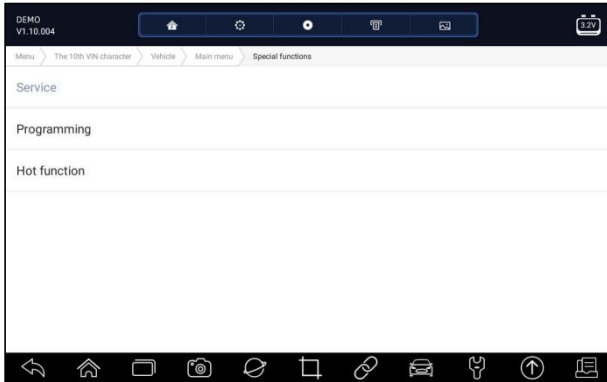 DEMO
V1.10.004
3.2V
Menu The 10th VIN character Vehicle Main menu Special functions
Service
Programming
Hot function